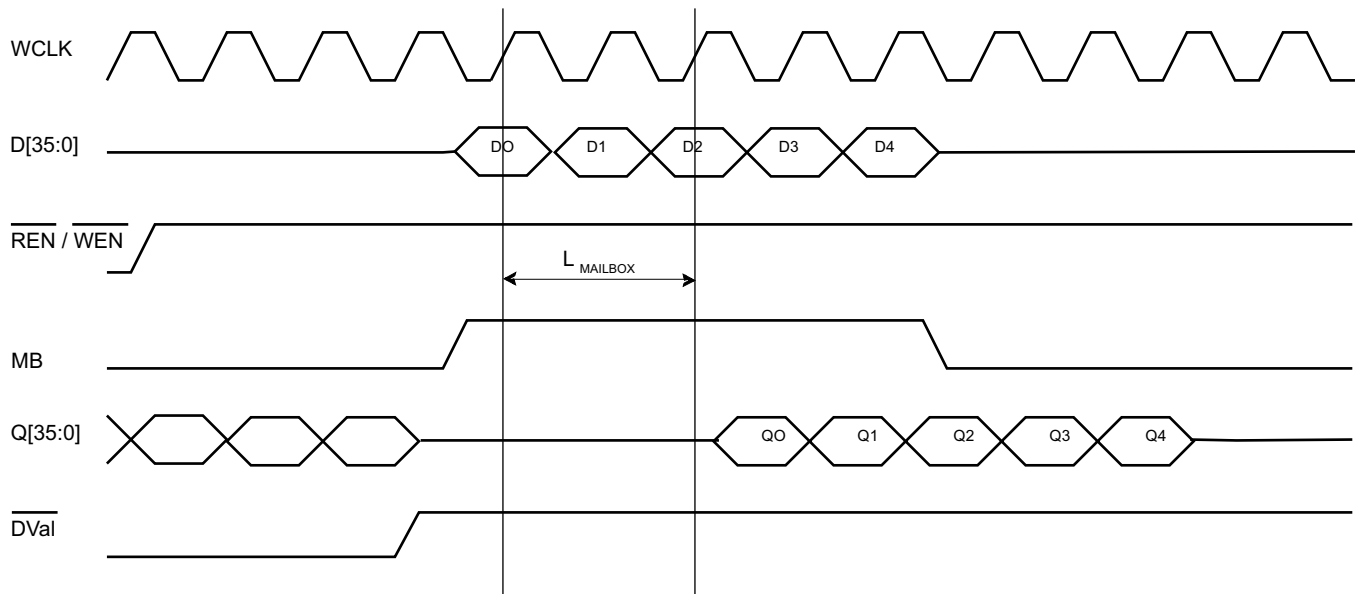 WCLK
D[35:0]
DO D1 D2 D3 D4
REN / WEN
L MAILBOX
MB
Q[35:0]
QO Q1 Q2 Q3 Q4
DVal